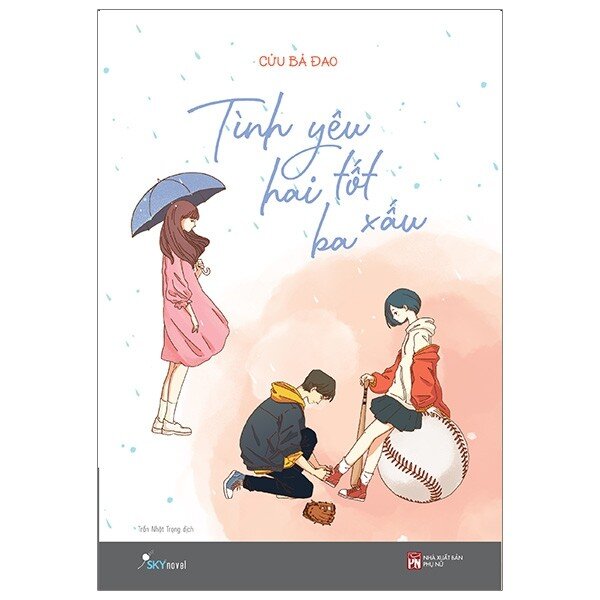 CỬU BẢ ĐAO
Tình yêu
hai tốt
ba xấu
Trần Nhật Trọng dịch
SKYnovel
PN
NHÀ XUẤT BẢN
PHỤ NỮ